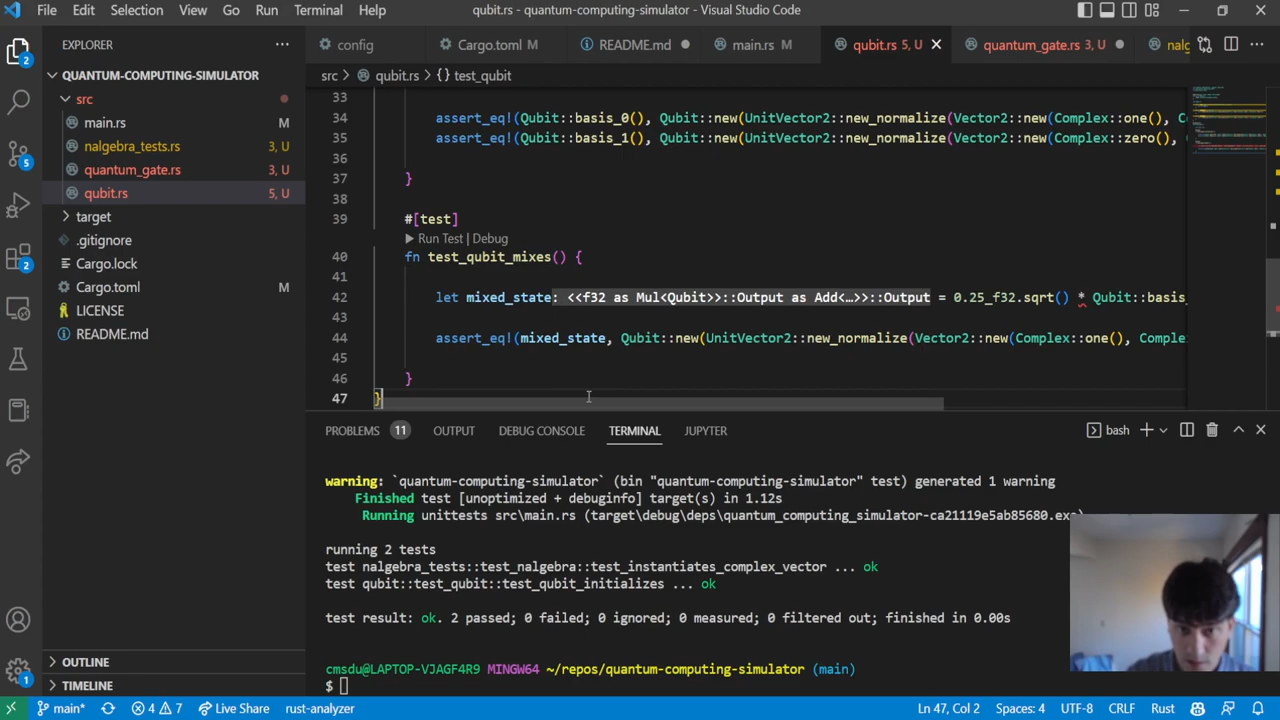 File Edit Selection View Go Run Terminal Help qubit.rs - quantum-computing-simulator - Visual Studio Code
EXPLORER
config Cargo.toml M README.md main.rs M qubit.rs 5, U quantum_gate.rs 3, U nalg
QUANTUM-COMPUTING-SIMULATOR
src
main.rs M
nalgebra_tests.rs 3, U
quantum_gate.rs 3, U
qubit.rs 5, U
target
.gitignore
Cargo.lock
Cargo.toml M
LICENSE
README.md
OUTLINE
TIMELINE
2
5
2
1
src > qubit.rs > {} test_qubit
33
34 assert_eq!(Qubit::basis_0(), Qubit::new(UnitVector2::new_normalize(Vector2::new(Complex::one(), C
35 assert_eq!(Qubit::basis_1(), Qubit::new(UnitVector2::new_normalize(Vector2::new(Complex::zero(),
36
37 }
38
39 #[test]
Run Test | Debug
40 fn test_qubit_mixes() {
41
42 let mixed_state: <<f32 as Mul<Qubit>>::Output as Add<…>>::Output = 0.25_f32.sqrt() * Qubit::basis_
43
44 assert_eq!(mixed_state, Qubit::new(UnitVector2::new_normalize(Vector2::new(Complex::one(), Comple
45
46 }
47 }
PROBLEMS 11 OUTPUT DEBUG CONSOLE TERMINAL JUPYTER bash
warning: `quantum-computing-simulator` (bin "quantum-computing-simulator" test) generated 1 warning
Finished test [unoptimized + debuginfo] target(s) in 1.12s
Running unittests src\main.rs (target\debug\deps\quantum_computing_simulator-ca21119e5ab85680.exe)
running 2 tests
test nalgebra_tests::test_nalgebra::test_instantiates_complex_vector ... ok
test qubit::test_qubit::test_qubit_initializes ... ok
test result: ok. 2 passed; 0 failed; 0 ignored; 0 measured; 0 filtered out; finished in 0.00s
cmsdu@LAPTOP-VJAGF4R9 MINGW64 ~/repos/quantum-computing-simulator (main)
$
main* 4 7 Live Share rust-analyzer Ln 47, Col 2 Spaces: 4 UTF-8 CRLF Rust